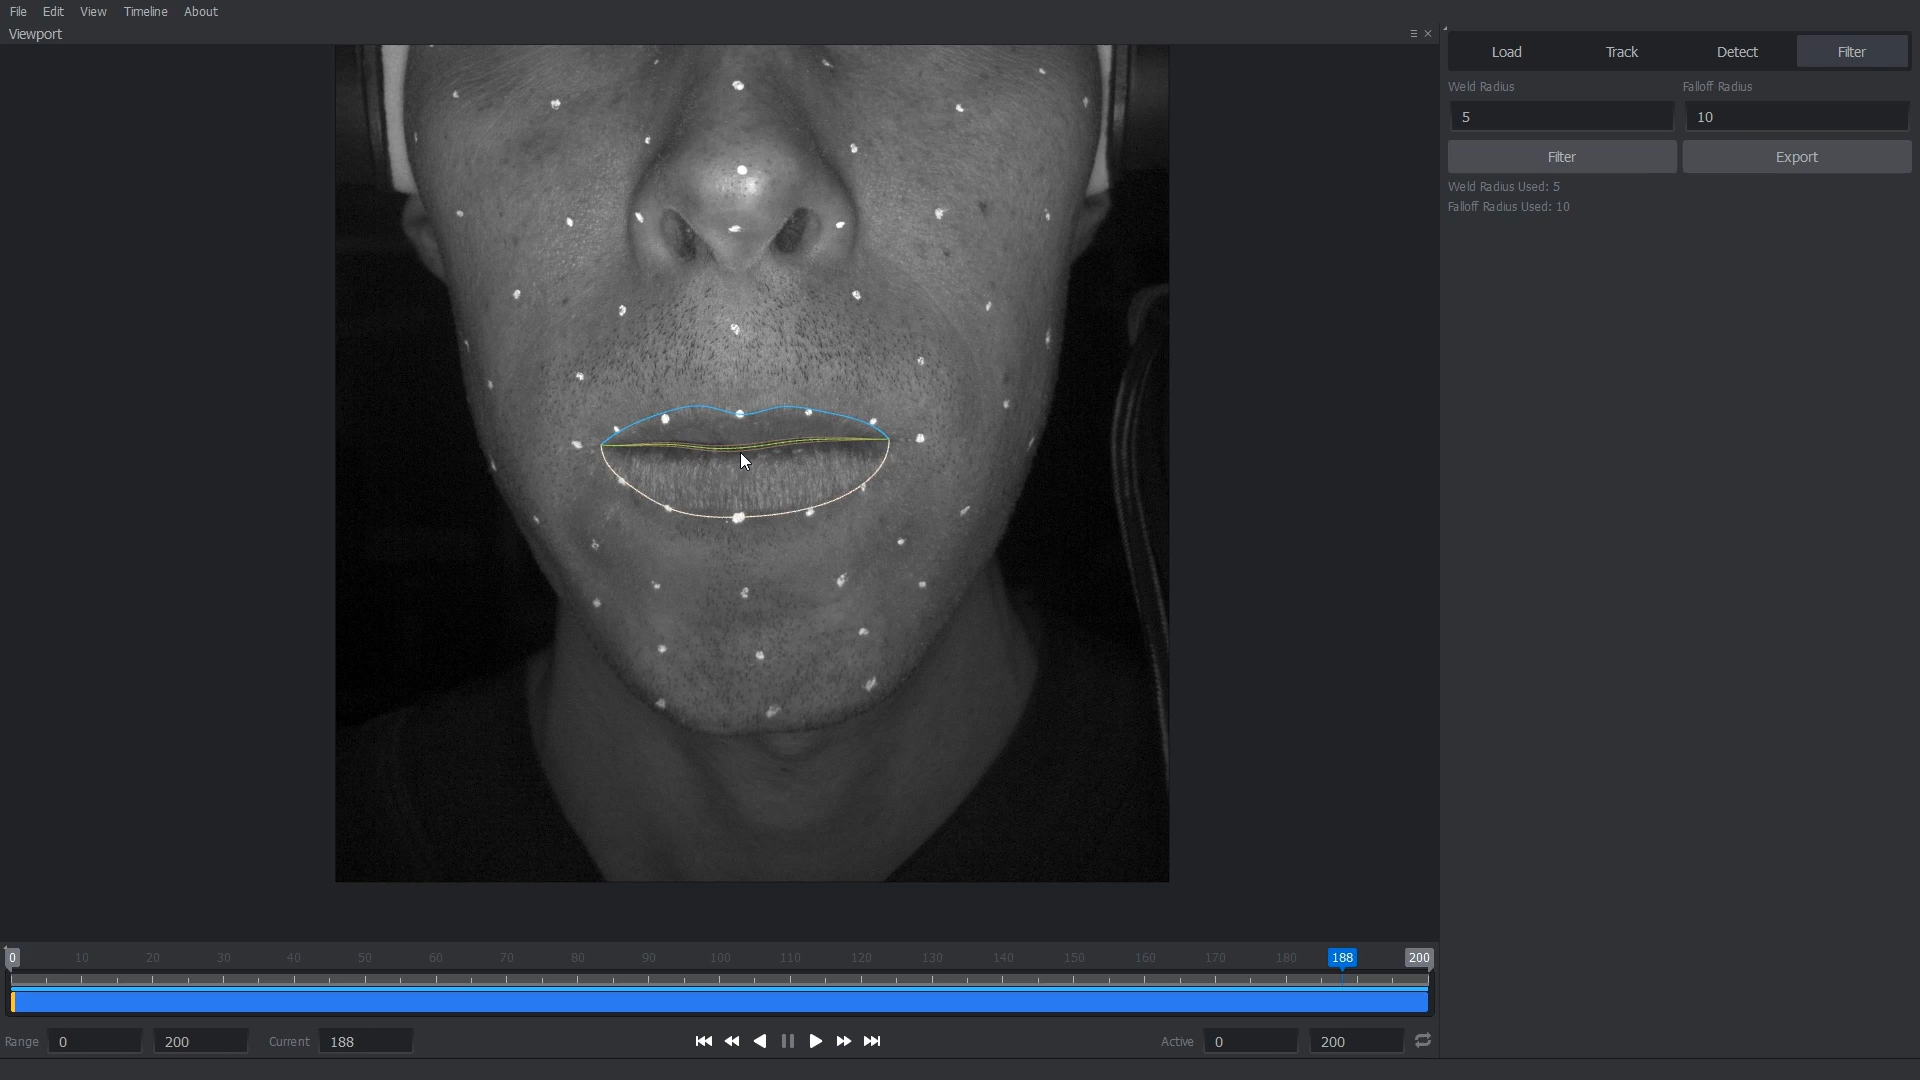 File Edit View Timeline About
Viewport
Load Track Detect Filter
Weld Radius Falloff Radius
5 10
Filter Export
Weld Radius Used: 5
Falloff Radius Used: 10
0 10 20 30 40 50 60 70 80 90 100 110 120 130 140 150 160 170 180 188 200
Range 0 200 Current 188 Active 0 200